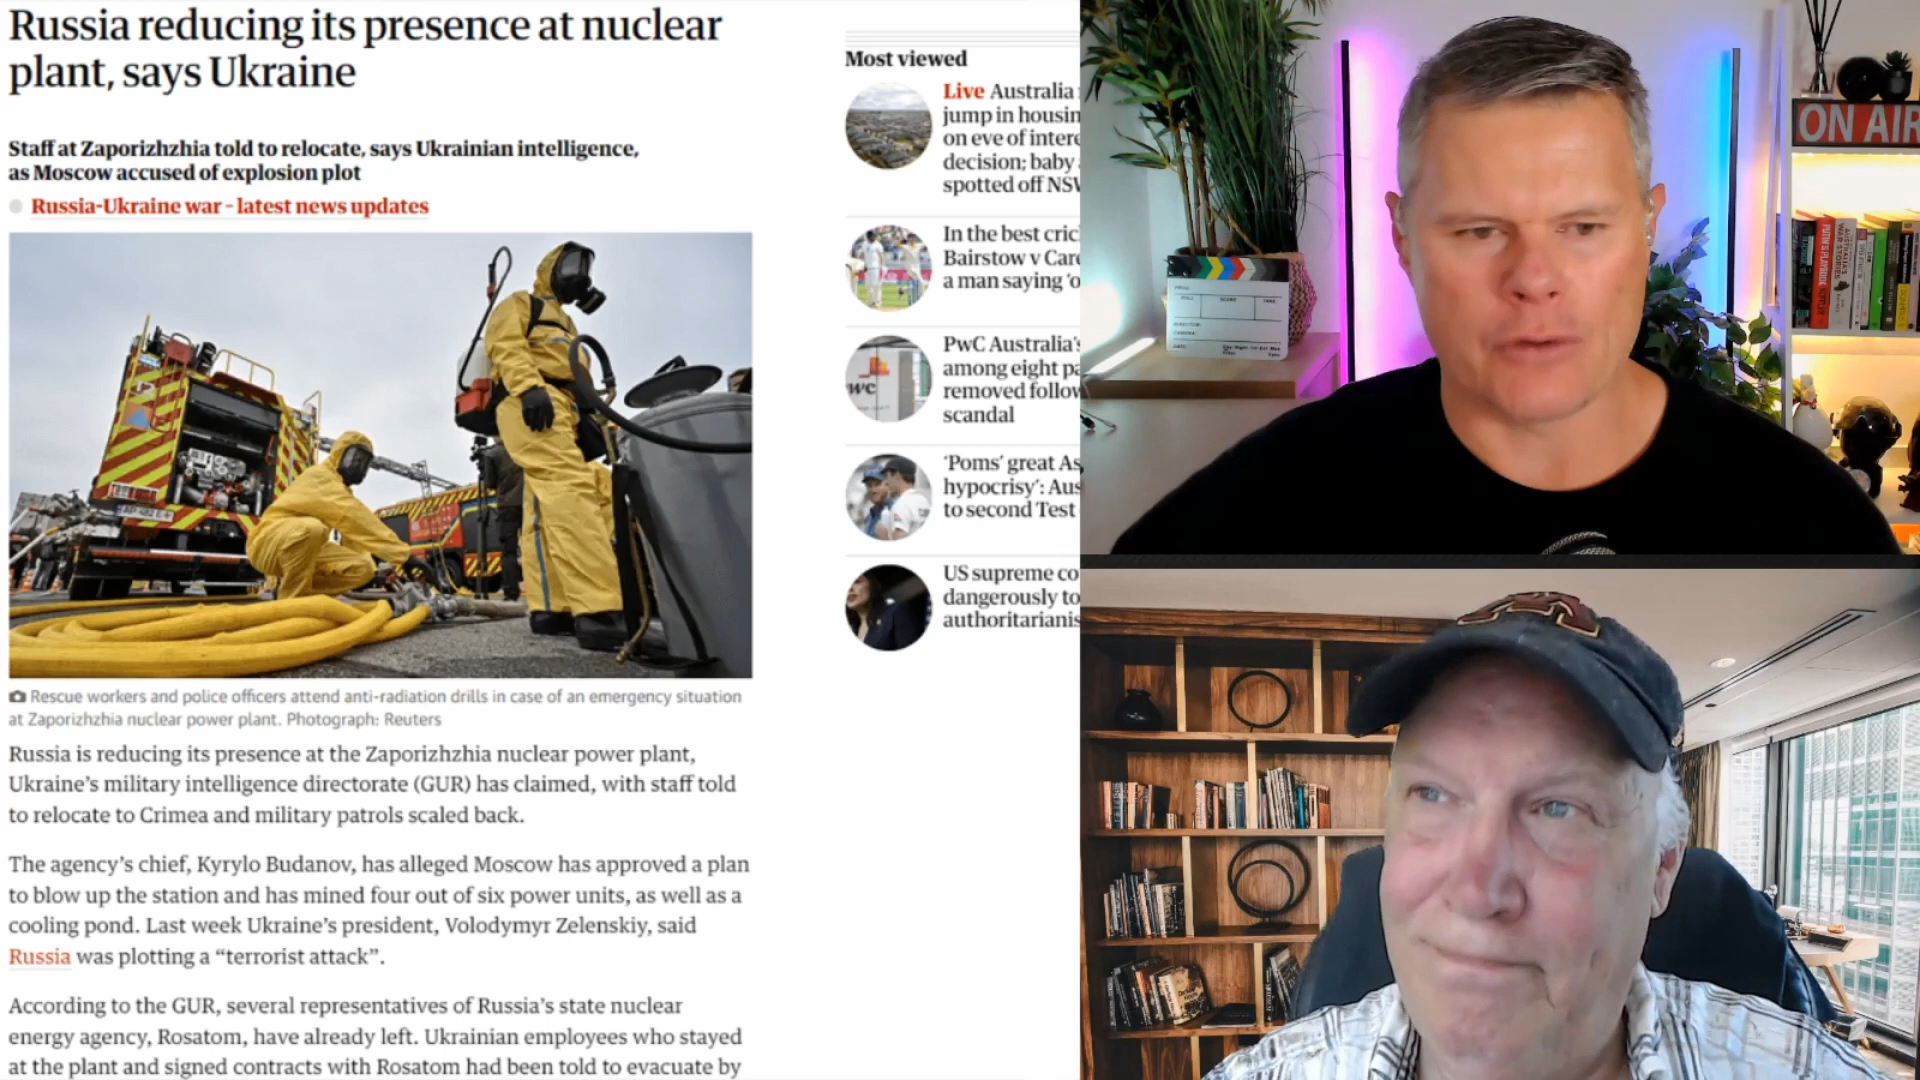 Russia reducing its presence at nuclear
plant, says Ukraine
Staff at Zaporizhzhia told to relocate, says Ukrainian intelligence,
as Moscow accused of explosion plot
Russia-Ukraine war – latest news updates
Rescue workers and police officers attend anti-radiation drills in case of an emergency situation
at Zaporizhzhia nuclear power plant. Photograph: Reuters
Russia is reducing its presence at the Zaporizhzhia nuclear power plant,
Ukraine's military intelligence directorate (GUR) has claimed, with staff told
to relocate to Crimea and military patrols scaled back.
The agency's chief, Kyrylo Budanov, has alleged Moscow has approved a plan
to blow up the station and has mined four out of six power units, as well as a
cooling pond. Last week Ukraine's president, Volodymyr Zelenskiy, said
Russia was plotting a “terrorist attack”.
According to the GUR, several representatives of Russia's state nuclear
energy agency, Rosatom, have already left. Ukrainian employees who stayed
at the plant and signed contracts with Rosatom had been told to evacuate by
Most viewed
Live Australia
jump in housin
on eve of intere
decision; baby
spotted off NSW
In the best cric
Bairstow v Care
a man saying ‘o
PwC Australia's
among eight pa
removed follow
scandal
‘Poms’ great As
hypocrisy’: Aus
to second Test
US supreme co
dangerously to
authoritarianis
ON AIR